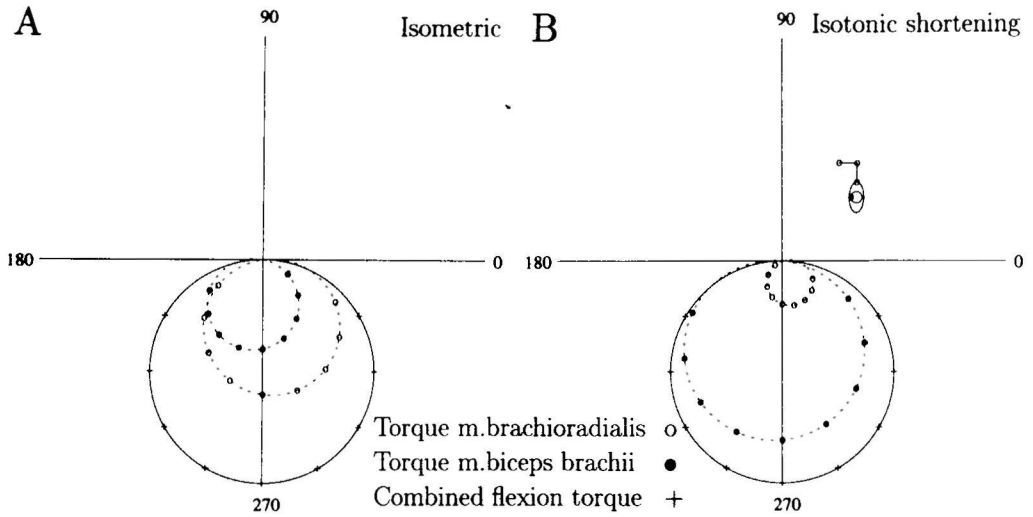 A
Isometric
90
180
0
270
B
Isotonic shortening
90
180
0
270
Torque m.brachioradialis o
Torque m.biceps brachii ●
Combined flexion torque +